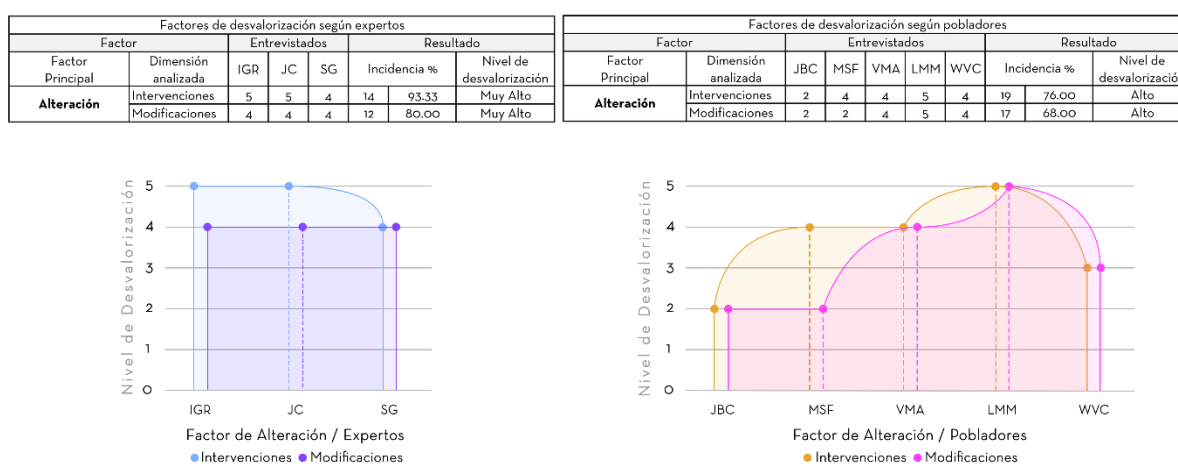 Factores de desvalorización según expertos
Factor Entrevistados Resultado
Factor Principal Dimensión analizada IGR JC SG Incidencia % Nivel de desvalorización
Alteración Intervenciones 5 5 4 14 93.33 Muy Alto
Modificaciones 4 4 4 12 80.00 Muy Alto
Factores de desvalorización según pobladores
Factor Entrevistados Resultado
Factor Principal Dimensión analizada JBC MSF VMA LMM WVC Incidencia % Nivel de desvalorización
Alteración Intervenciones 2 4 4 5 4 19 76.00 Alto
Modificaciones 2 2 4 5 4 17 68.00 Alto
Nivel de Desvalorización
5
4
3
2
1
0
IGR JC SG
Factor de Alteración / Expertos
Intervenciones Modificaciones
Nivel de Desvalorización
5
4
3
2
1
0
JBC MSF VMA LMM WVC
Factor de Alteración / Pobladores
Intervenciones Modificaciones